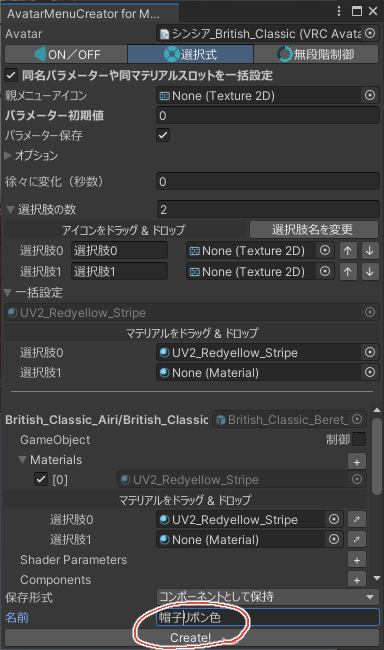 AvatarMenuCreator for M...
Avatar シンシア_British_Classic (VRC Avata
ON／OFF 選択式 無段階制御
同名パラメーターや同マテリアルスロットを一括設定
親メニューアイコン None (Texture 2D)
パラメーター初期値 0
パラメーター保存
オプション
徐々に変化（秒数） 0
選択肢の数 2
アイコンをドラッグ & ドロップ 選択肢名を変更
選択肢0 選択肢0 None (Texture 2D) ↑ ↓
選択肢1 選択肢1 None (Texture 2D) ↑ ↓
一括設定
UV2_Redyellow_Stripe
マテリアルをドラッグ & ドロップ
選択肢0 UV2_Redyellow_Stripe
選択肢1 None (Material)
British_Classic_Airi/British_Classic British_Classic_Beret_
GameObject 制御
Materials +
[0] UV2_Redyellow_Stripe
マテリアルをドラッグ & ドロップ
選択肢0 UV2_Redyellow_Stripe
選択肢1 None (Material)
Shader Parameters +
Components +
保存形式 コンポーネントとして保持
名前 帽子リボン色
Create!